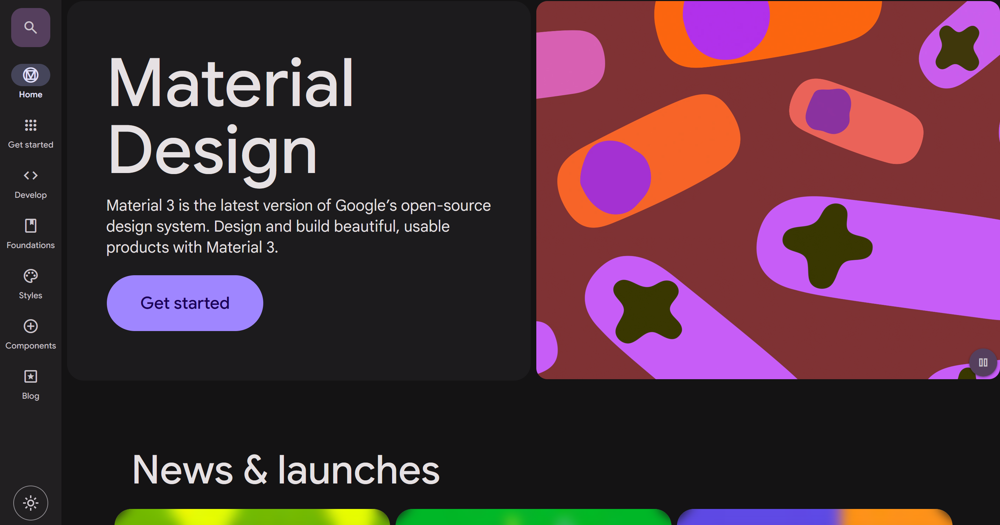 Home
Get started
Develop
Foundations
Styles
Components
Blog
Material
Design
Material 3 is the latest version of Google’s open-source
design system. Design and build beautiful, usable
products with Material 3.
Get started
News & launches